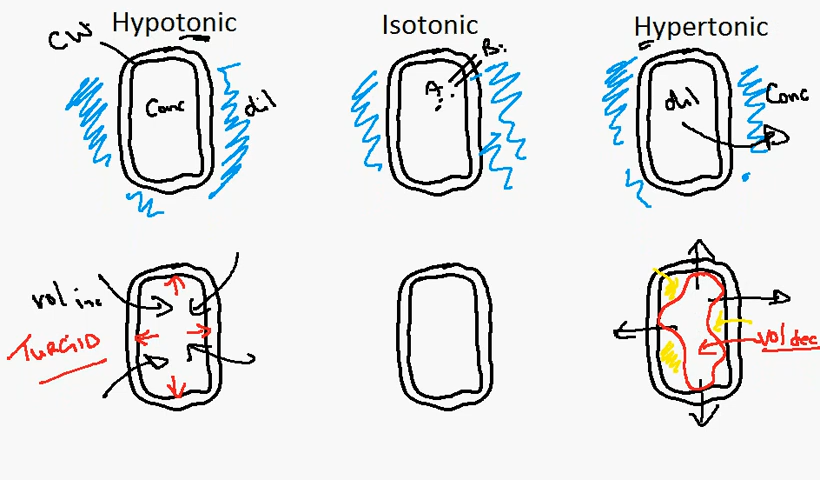 Hypotonic
Isotonic
Hypertonic
CW
Conc
dil
A
B
dil
Conc
vol inc
TURGID
vol dec